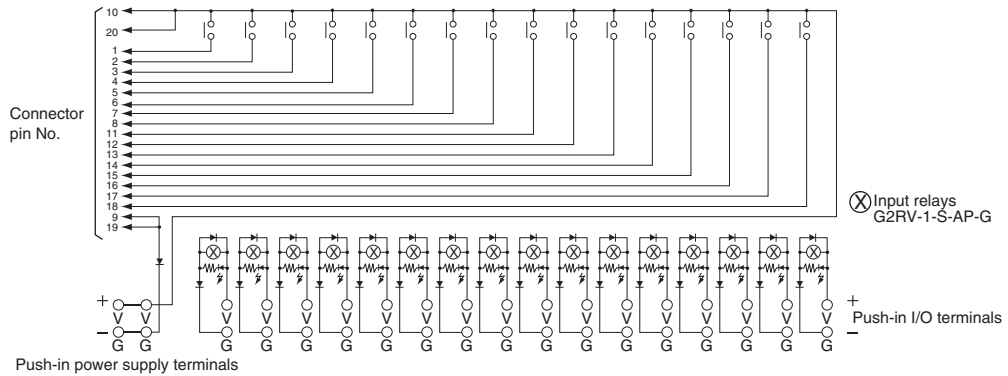 10
20
1
2
3
4
5
6
7
8
11
12
13
14
15
16
17
18
9
19
Connector
pin No.
X Input relays
G2RV-1-S-AP-G
X X X X X X X X X X X X X X X X
+ +
V V V V V V V V V V V V V V V V V V
Push-in I/O terminals
− −
G G G G G G G G G G G G G G G G G G
Push-in power supply terminals